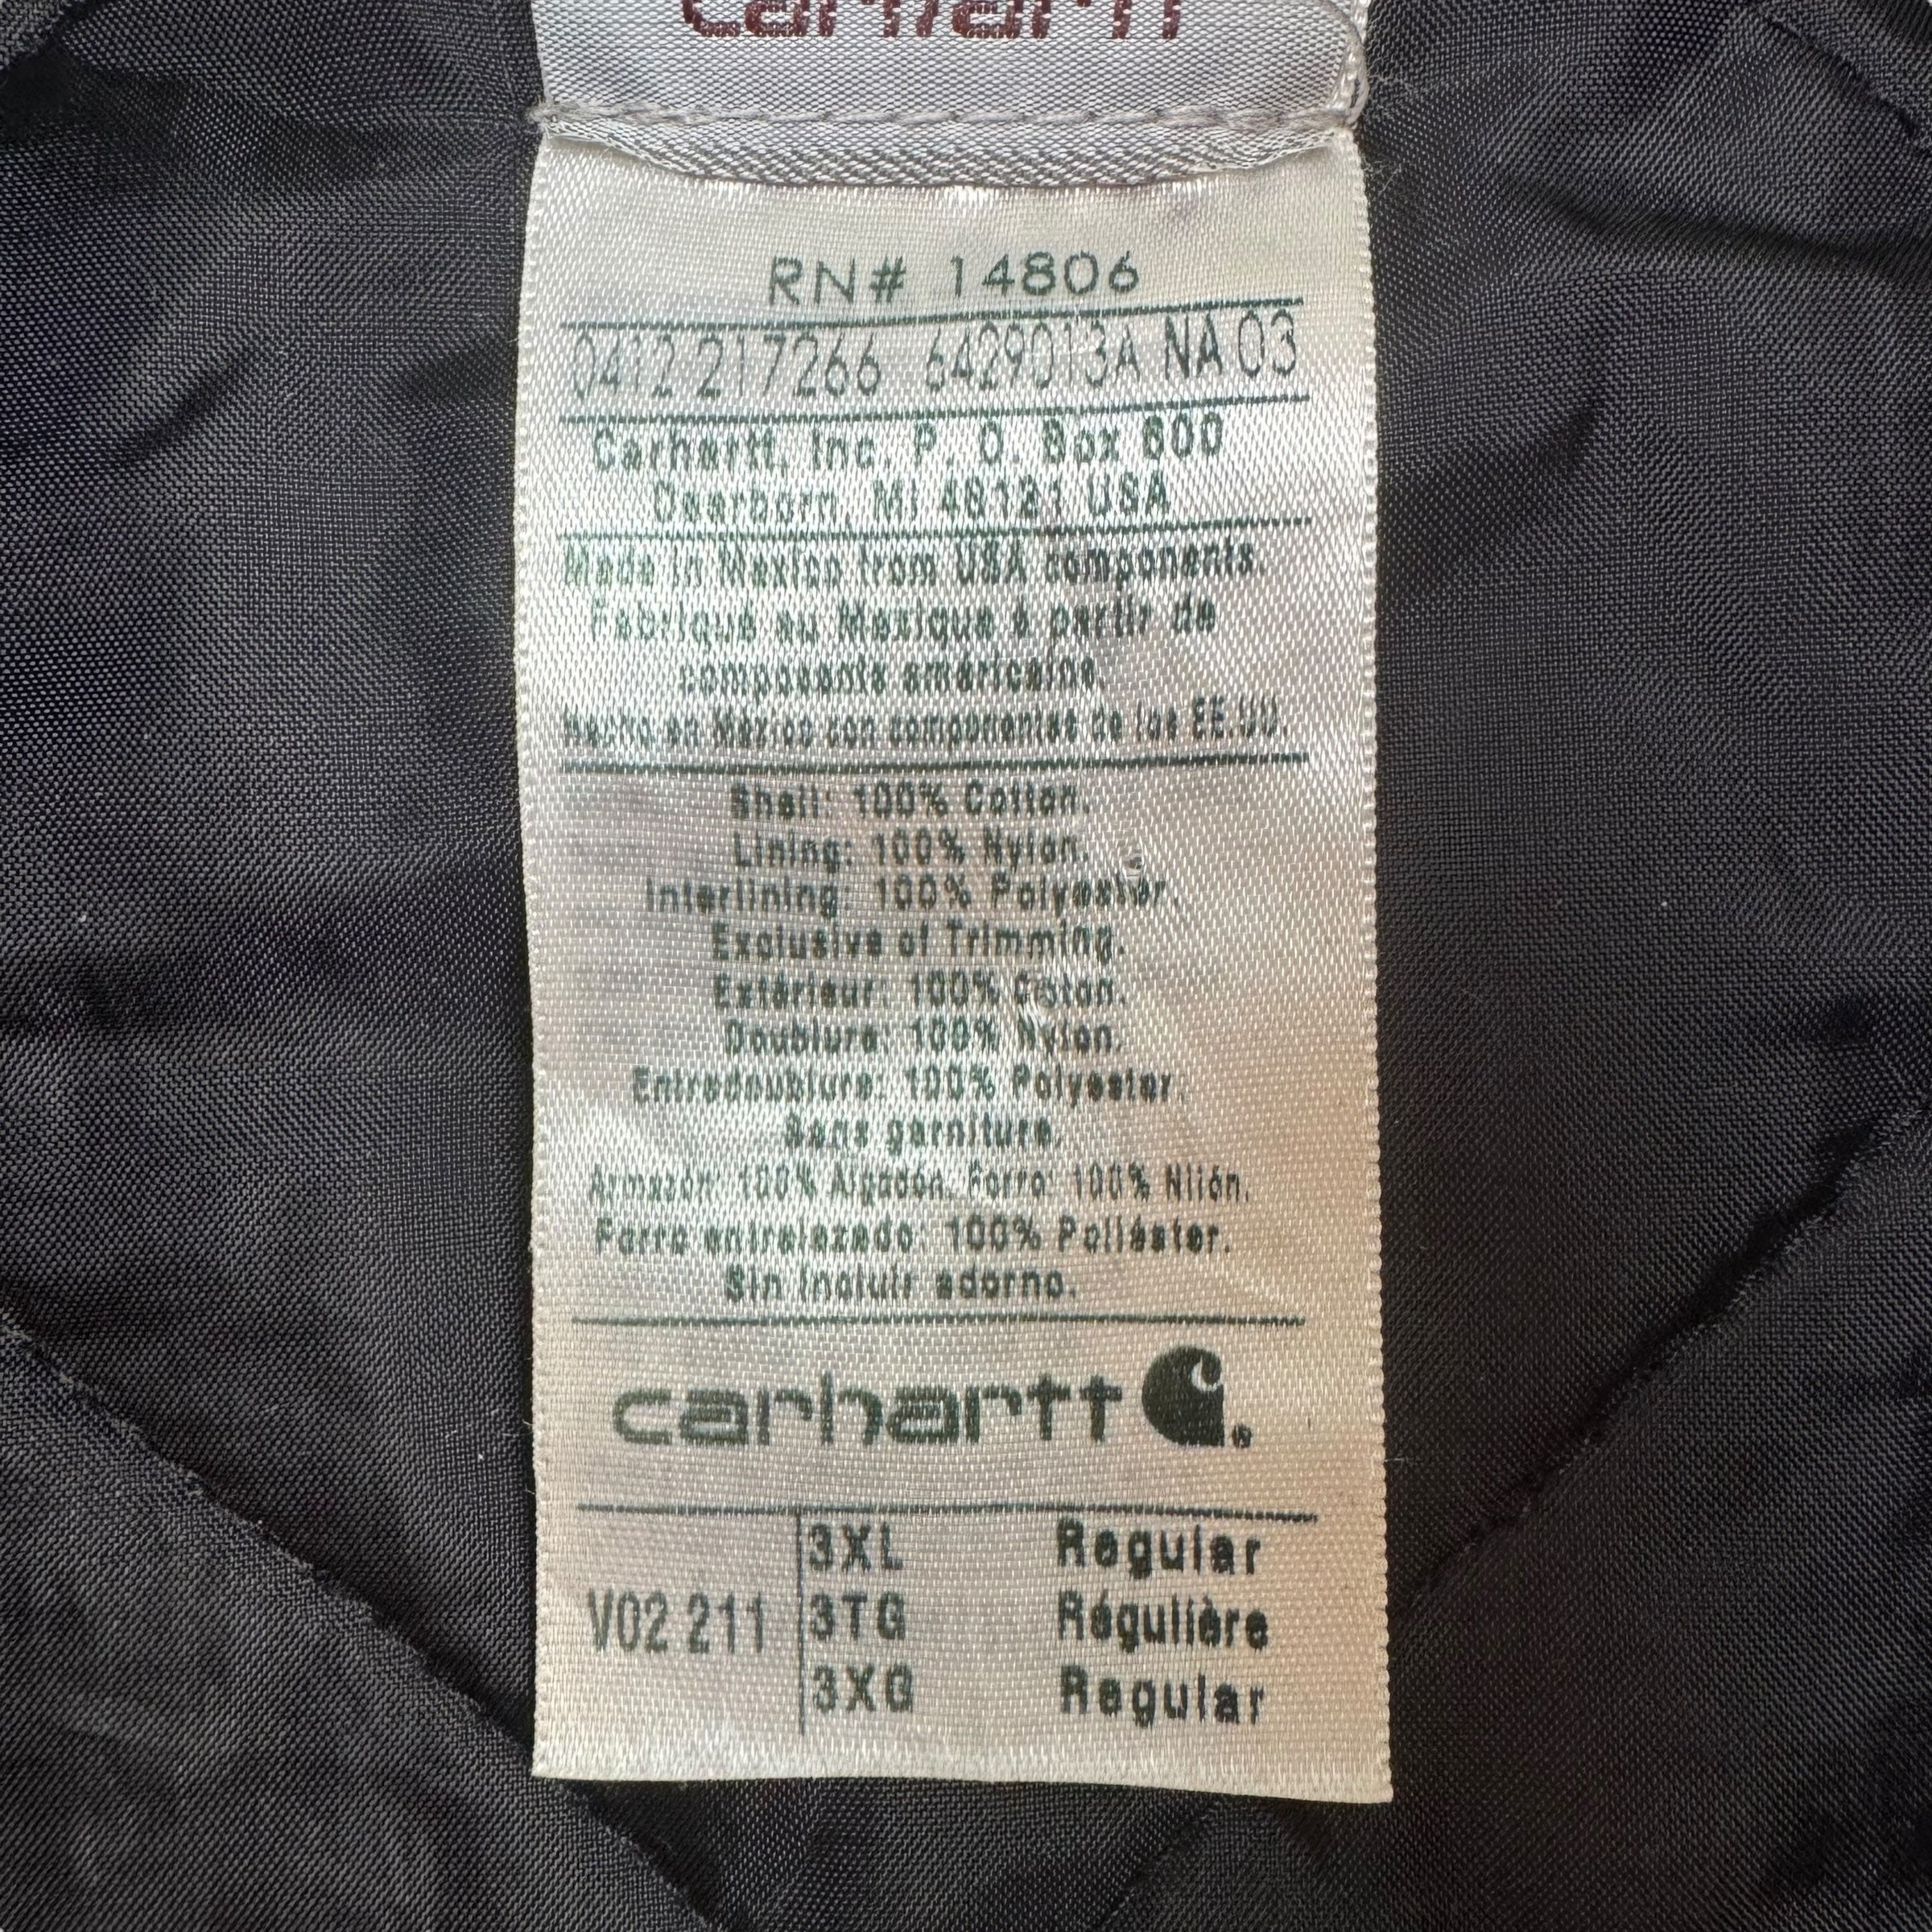 carhartt
RN# 14806
0412 217266 6429013A NA 03
Carhartt, Inc. P. O. Box 600
Dearborn, MI 48121 USA
Made in Mexico from USA components.
Fabriqué au Mexique á partir de
composants américains
Hecho en México con componentes de los EE.UU.
Shell: 100% Cotton.
Lining: 100% Nylon.
Interlining: 100% Polyester.
Exclusive of Trimming.
Extérieur: 100% Coton.
Doublure: 100% Nylon.
Entredoublure: 100% Polyester.
Sans garniture.
Armazón: 100% Algodón. Forro: 100% Nilón.
Forro entrelazado: 100% Poliéster.
Sin incluir adorno.
carhartt
V02 211
3XL Regular
3TG Régulière
3XG Regular